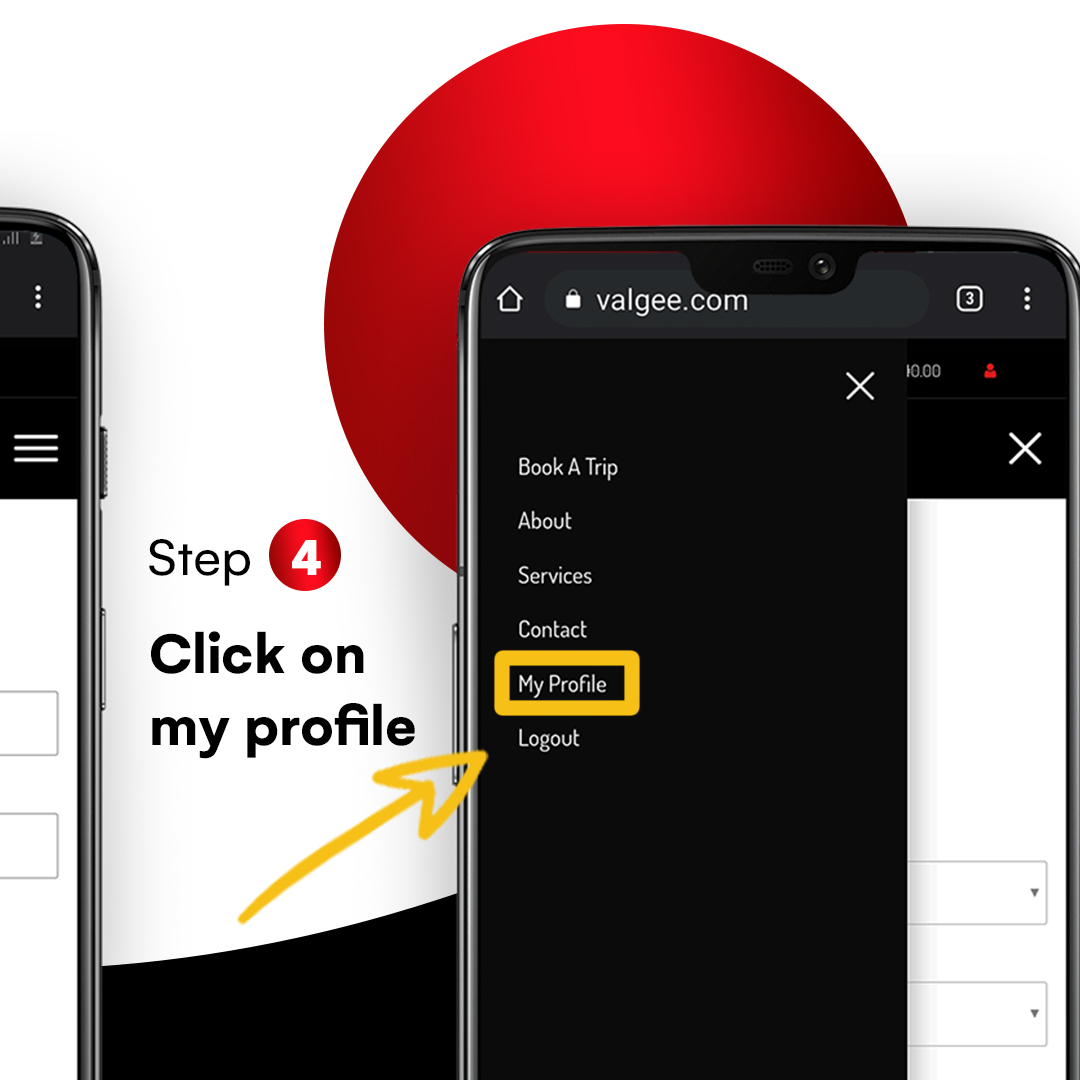 Step 4
Click on
my profile
valgee.com
3
0.00
Book A Trip
About
Services
Contact
My Profile
Logout